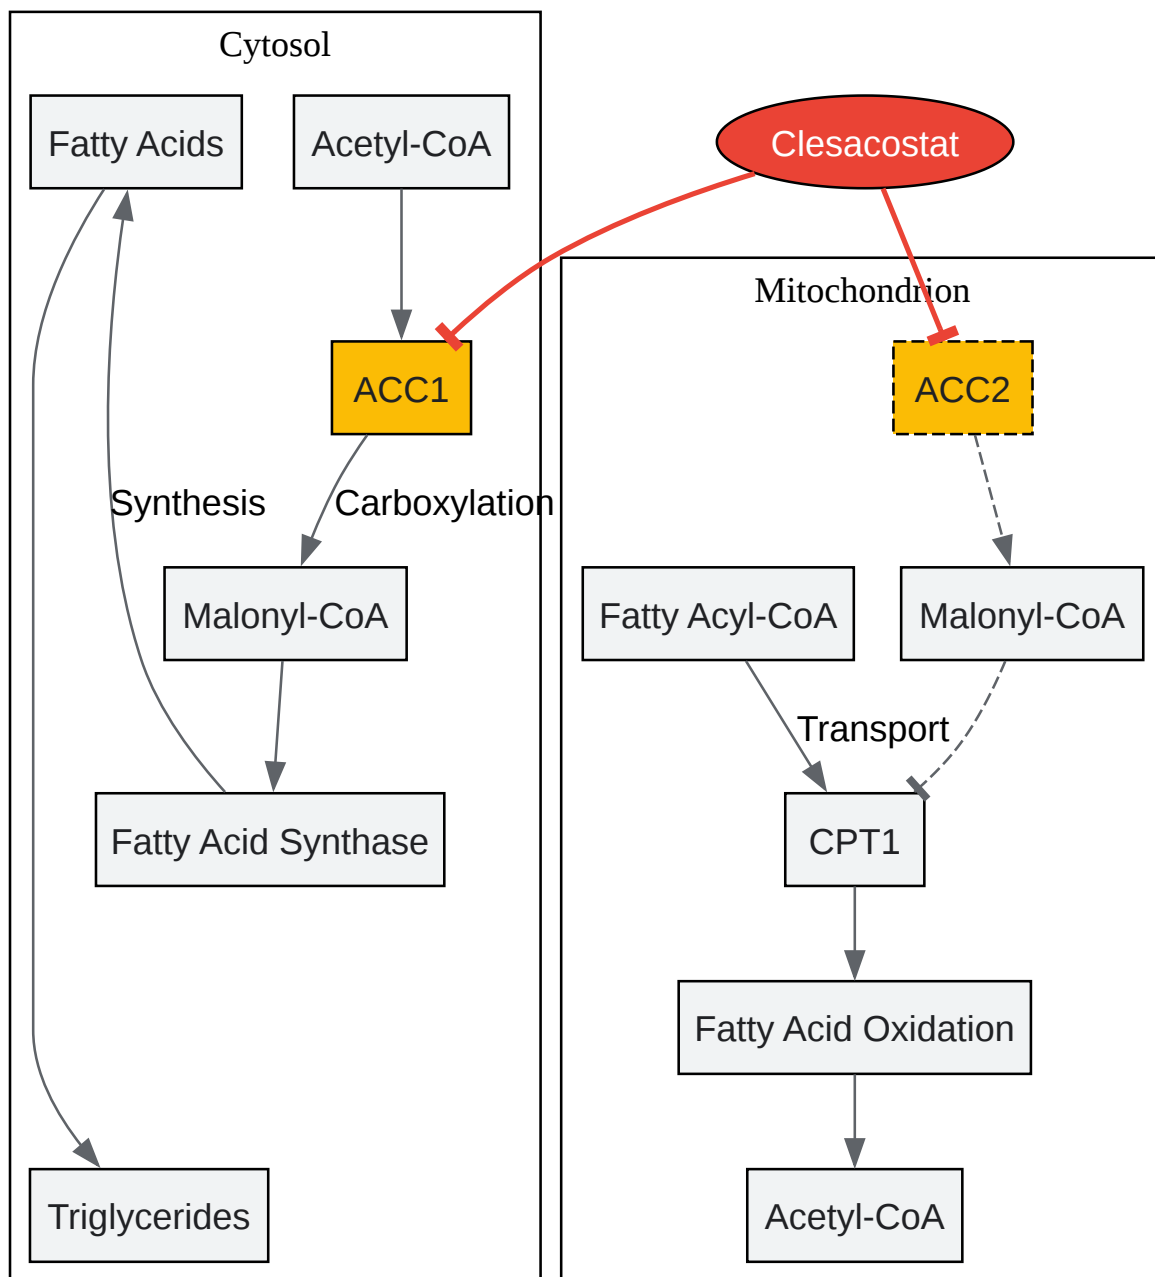 Cytosol
Fatty Acids
Acetyl-CoA
Clesacostat
Mitochondrion
ACC1
ACC2
Synthesis
Carboxylation
Malonyl-CoA
Fatty Acyl-CoA
Malonyl-CoA
Transport
Fatty Acid Synthase
CPT1
Fatty Acid Oxidation
Triglycerides
Acetyl-CoA